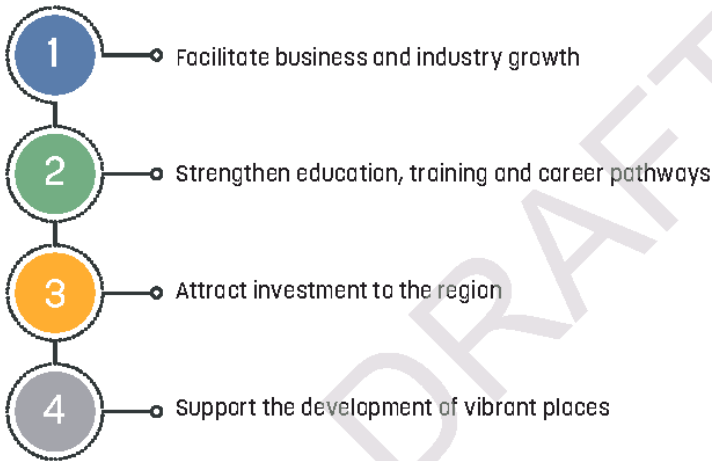 1 Facilitate business and industry growth
2 Strengthen education, training and career pathways
3 Attract investment to the region
4 Support the development of vibrant places
DRAFT